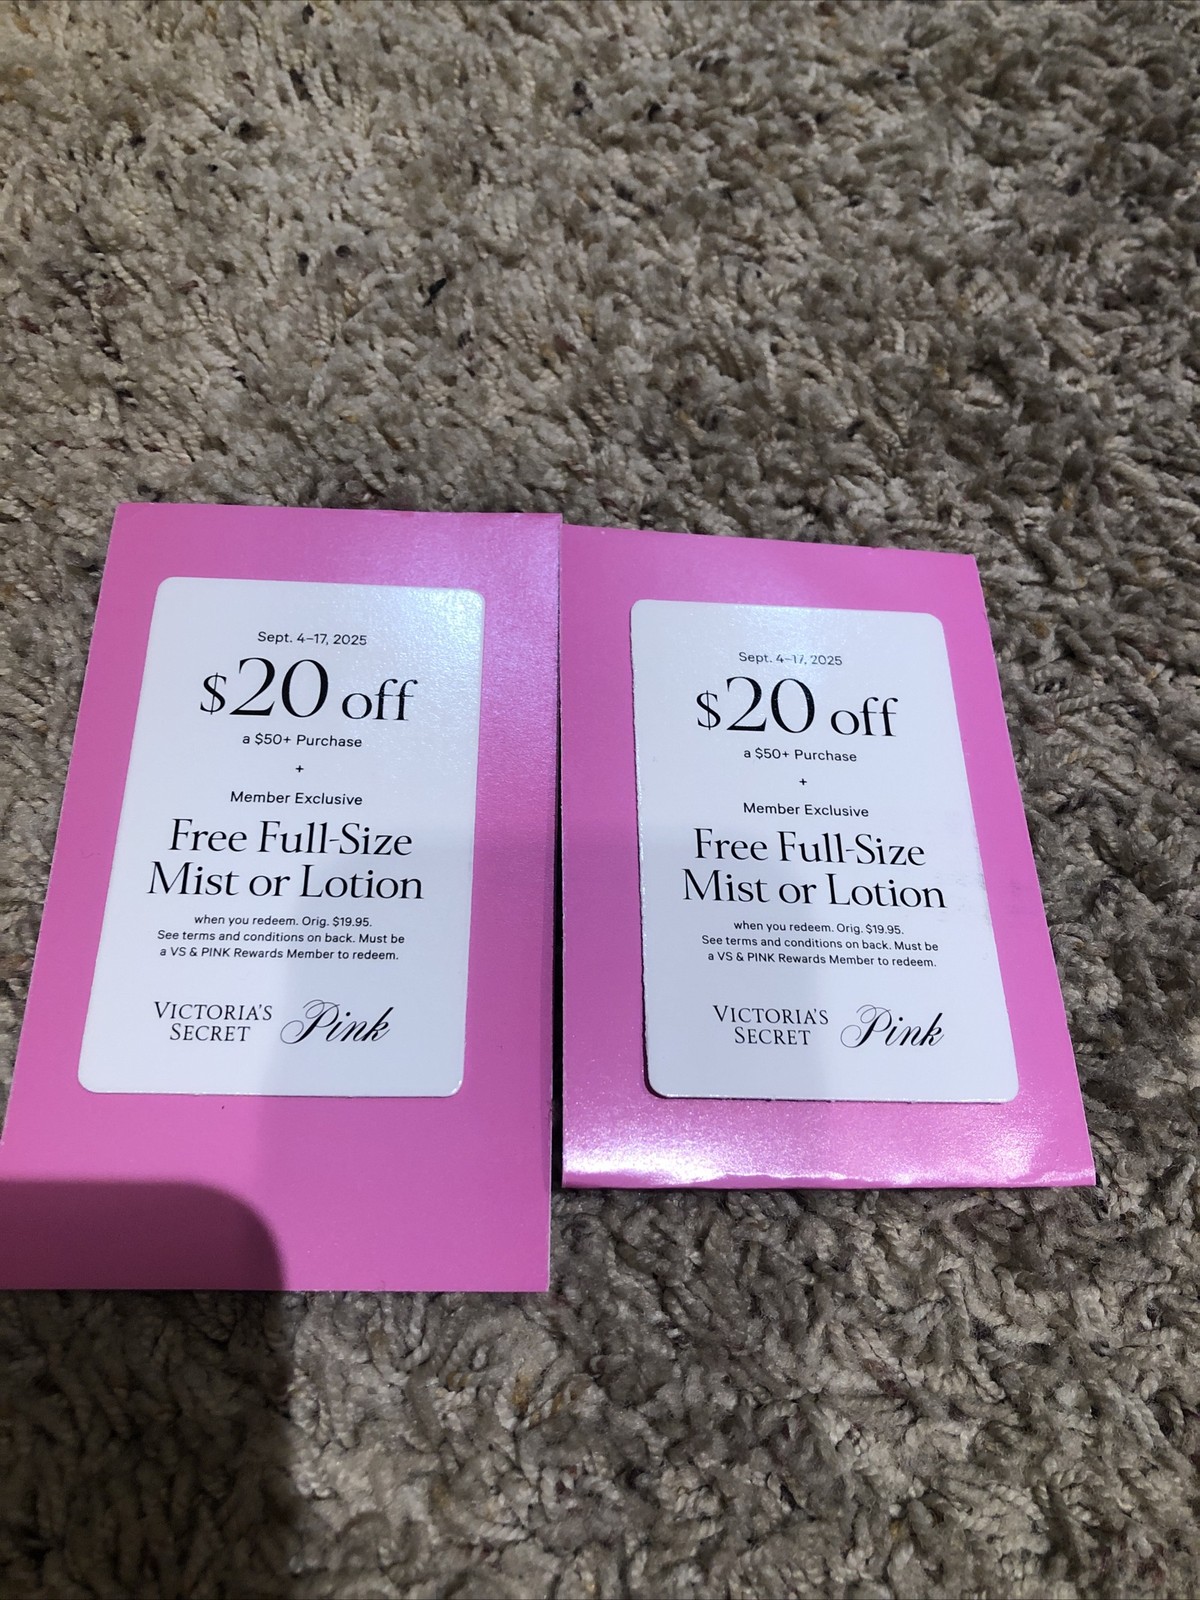 Sept. 4–17, 2025
$20 off
a $50+ Purchase
+
Member Exclusive
Free Full-Size
Mist or Lotion
when you redeem. Orig. $19.95.
See terms and conditions on back. Must be
a VS & PINK Rewards Member to redeem.
VICTORIA'S
SECRET
Pink
Sept. 4–17, 2025
$20 off
a $50+ Purchase
+
Member Exclusive
Free Full-Size
Mist or Lotion
when you redeem. Orig. $19.95.
See terms and conditions on back. Must be
a VS & PINK Rewards Member to redeem.
VICTORIA'S
SECRET
Pink